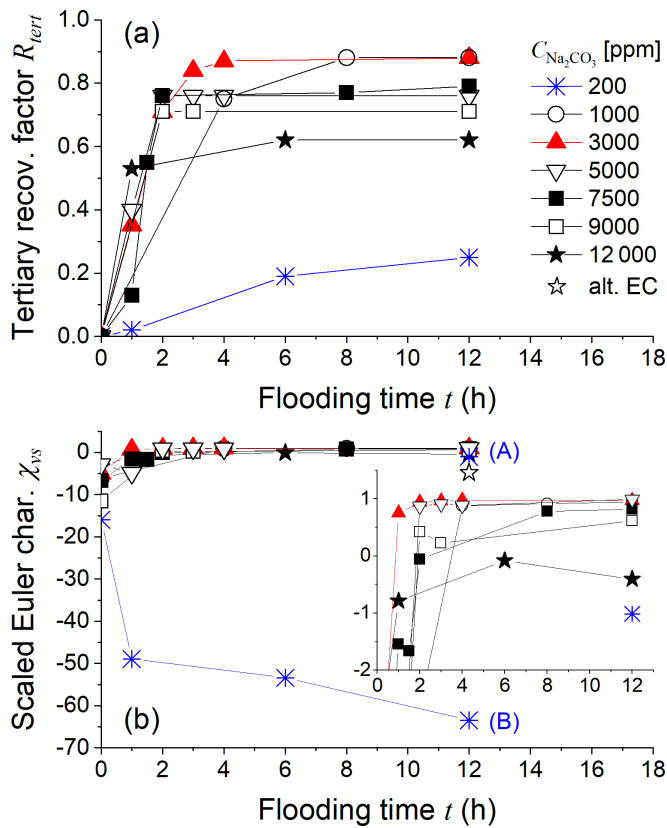 (a)
Tertiary recov. factor R_tert
1.0
0.8
0.6
0.4
0.2
0.0
0 2 4 6 8 10 12 14 16 18
Flooding time t (h)
C_Na₂CO₃ [ppm]
200
1000
3000
5000
7500
9000
12 000
alt. EC
(b)
Scaled Euler char. χ_vs
0
-10
-20
-30
-40
-50
-60
-70
0 2 4 6 8 10 12 14 16 18
Flooding time t (h)
(A)
(B)
1
0
-1
-2
0 2 4 6 8 10 12